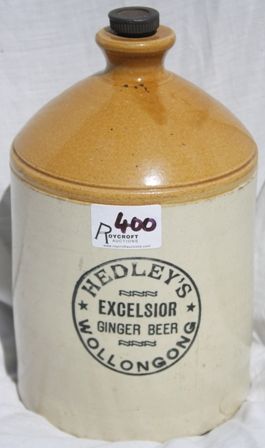 400
ROYCROFT
AUCTIONS
HEDLEY'S
EXCELSIOR
GINGER BEER
WOLLONGONG